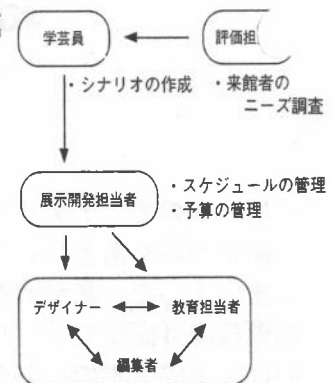 学芸員
評価担
・シナリオの作成
・来館者の
ニーズ調査
展示開発担当者
・スケジュールの管理
・予算の管理
デザイナー
教育担当者
編集者